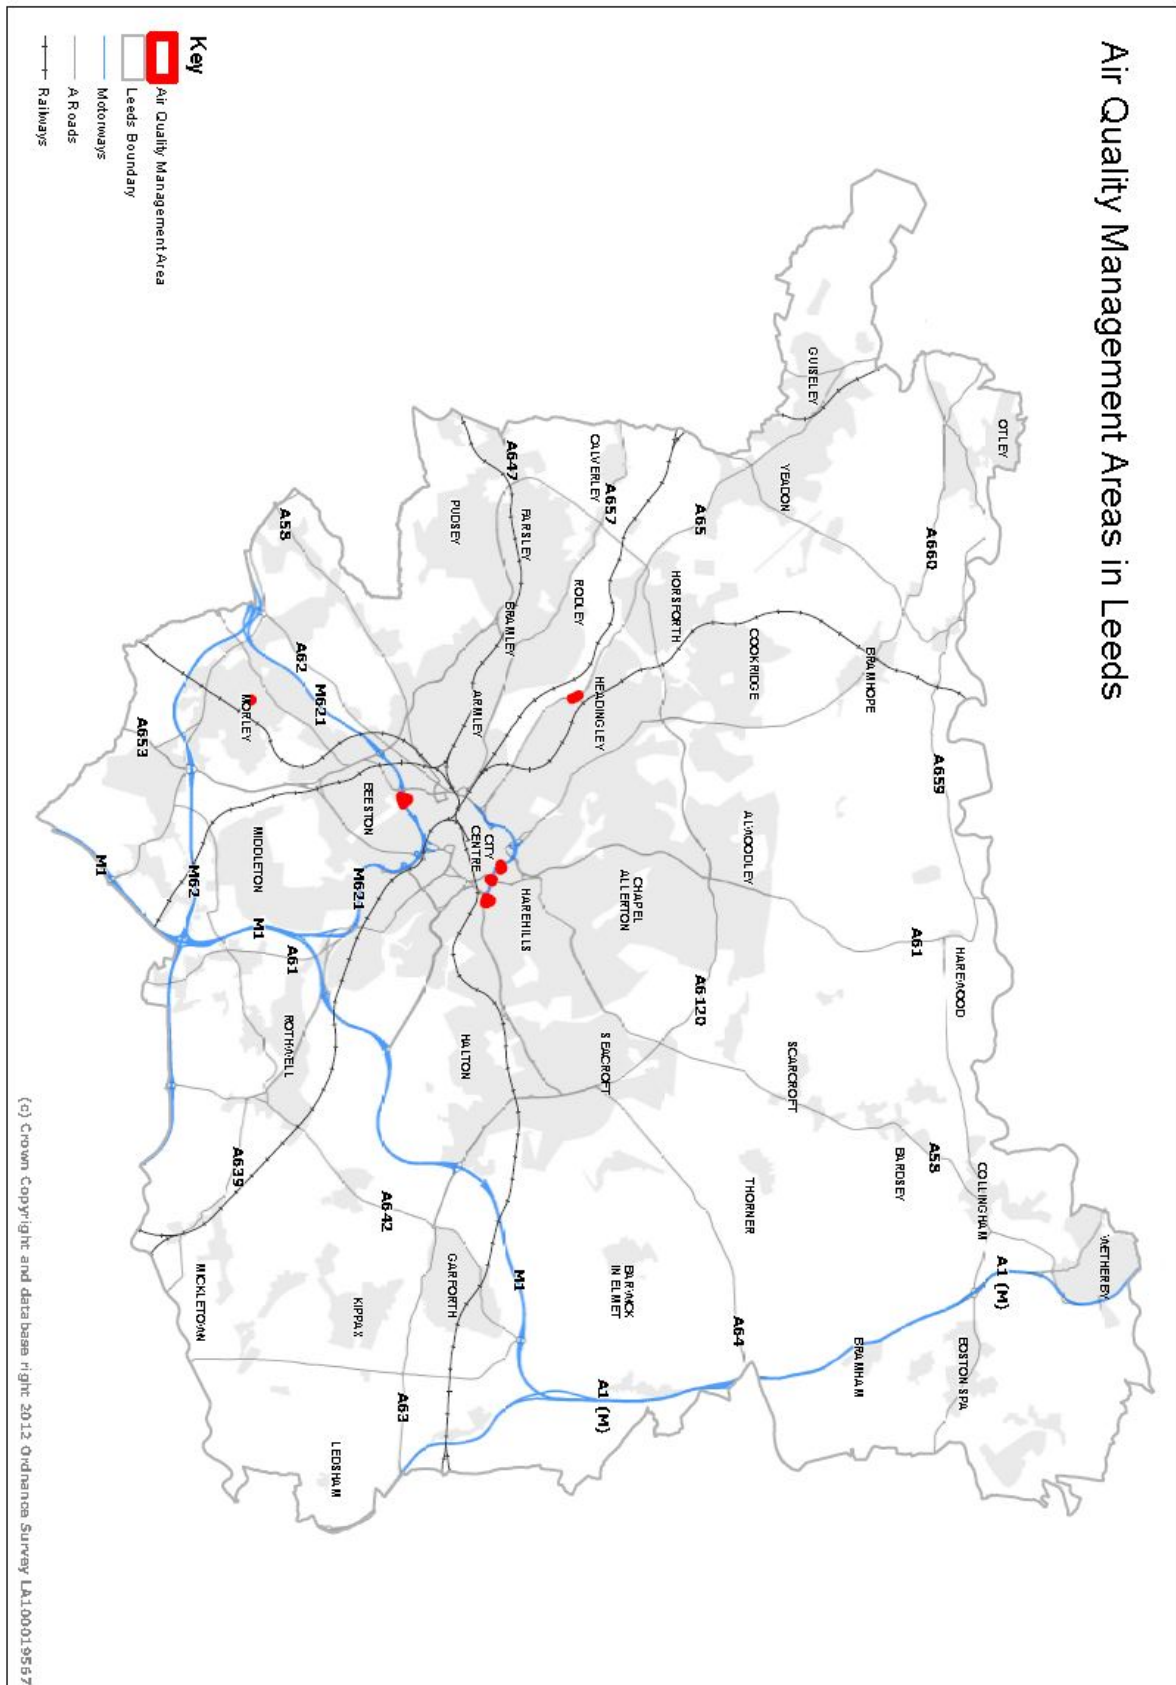 Air Quality Management Areas in Leeds
OTLEY
GUISELEY
YEADON
A660
BRAMHOPE
A659
HAREWOOD
A61
COLLINGHAM
WETHERBY
A1 (M)
BOSTON SPA
BRAMHAM
A58
BARDSEY
SCARCROFT
THORNER
A64
ALWOODLEY
COOKRIDGE
HORSFORTH
A65
CALVERLEY
A657
RODLEY
HEADINGLEY
CHAPEL
ALLERTON
A6120
SEACROFT
BARWICK
IN ELMET
A1 (M)
A647
FARSLEY
BRAMLEY
PUDSEY
ARMLEY
CITY
CENTRE
HAREHILLS
HALTON
M1
GARFORTH
A63
A642
KIPPAX
LEDSHAM
A58
A62
M621
BEESTON
M621
MORLEY
MIDDLETON
M1
A61
ROTHWELL
A639
MICKLETOWN
A653
M62
M1
Key
Air Quality Management Area
Leeds Boundary
Motorways
A Roads
Railways
(c) Crown Copyright and database right 2012 Ordnance Survey LA100019567